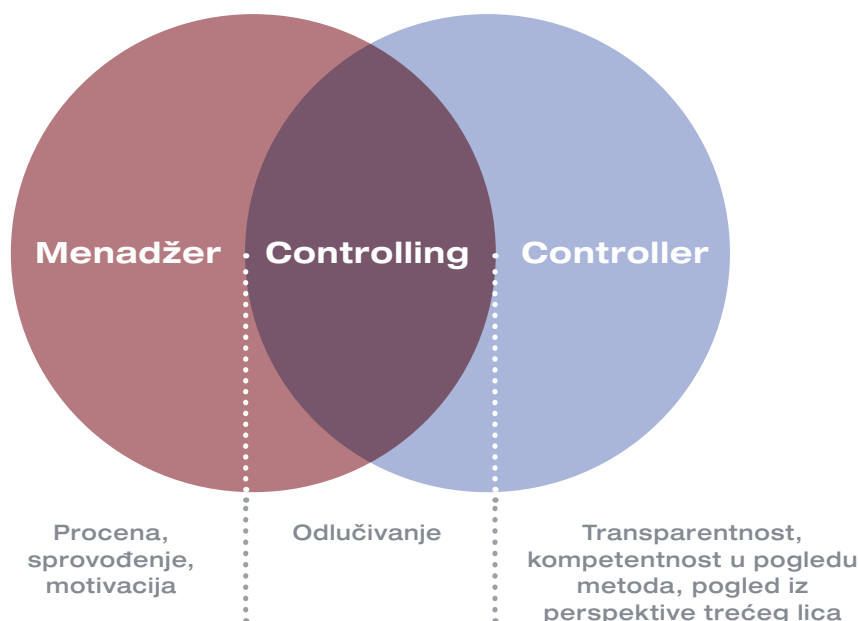 Menadžer
Controlling
Controller
Procena,
sprovođenje,
motivacija
Odlučivanje
Transparentnost,
kompetentnost u pogledu
metoda, pogled iz
perspektive trećeg lica